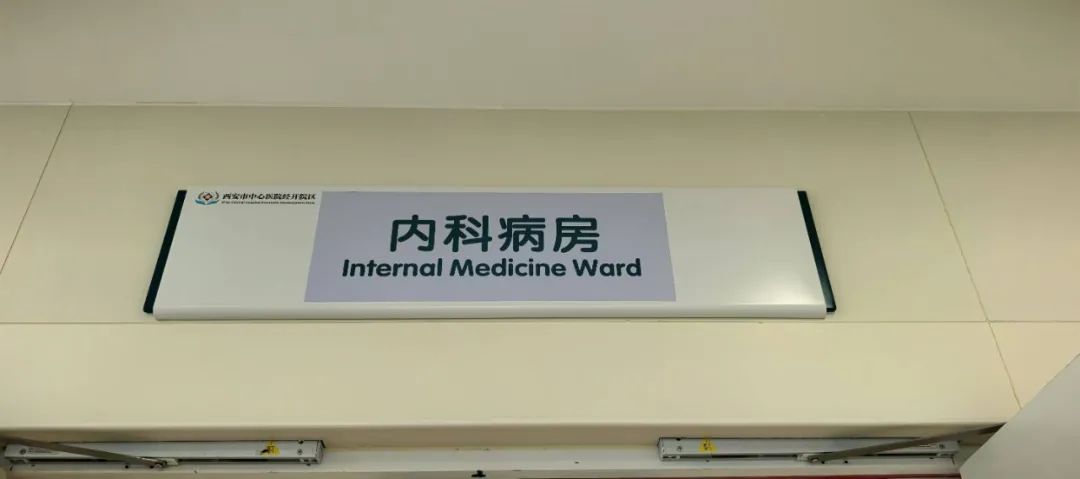 西安市中心医院经开院区
内科病房
Internal Medicine Ward